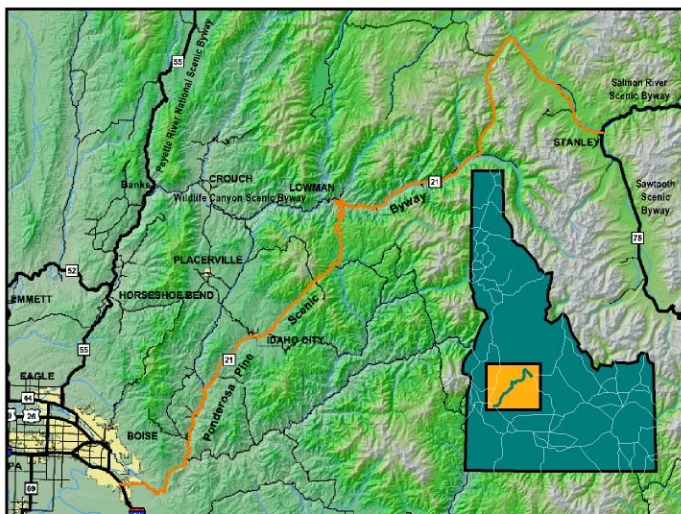 55
Payette River National Scenic Byway
Salmon River
Scenic Byway
STANLEY
CROUCH
Banks
LOWMAN
21
Byway
Wildlife Canyon Scenic Byway
Sawtooth
Scenic
Byway
75
PLACERVILLE
52
EMMETT
HORSESHOE BEND
Scenic
IDAHO CITY
55
21
Ponderosa Pine
EAGLE
44
26
BOISE
PA
69